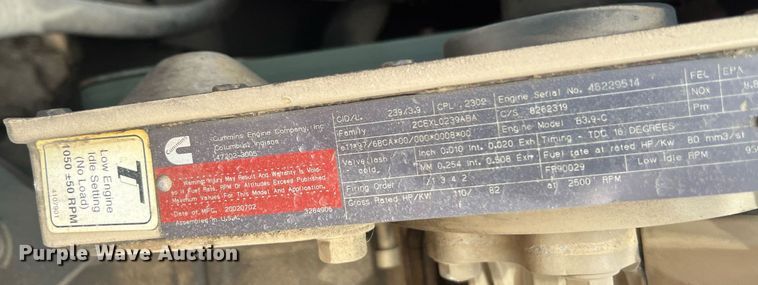 Low Engine
Idle Setting
(No Load)
1050 ±50 RPM
4107901
Cummins Engine Company, Inc.
Columbus Indiana
47202-3005
Warning: Injury May Result And Warranty Is Void-
ed If Fuel Rate, RPM Or Altitudes Exceed Published
Maximum Values For This Model And Application.
Date of MFG. 20020702
Assembled in U.S.A.
CID/L. 239/3.9 CPL 2302 Engine Serial No. 46229514
Family 2CEXL0239ABA C/S 8262319
Engine Model B3.9-C
Valve lash cold. Int 0.010 Int. 0.020 Exh. Timing - TDC 18 DEGREES
MM 0.254 Int. 0.508 Exh. Fuel rate at rated HP/KW 80 mm3/st
Firing Order 1 3 4 2 FR90029 Low Idle RPM
Gross Rated HP/KW 110/ 82 at 2500 RPM
FEL EPA
NOx
Pm
Purple Wave Auction